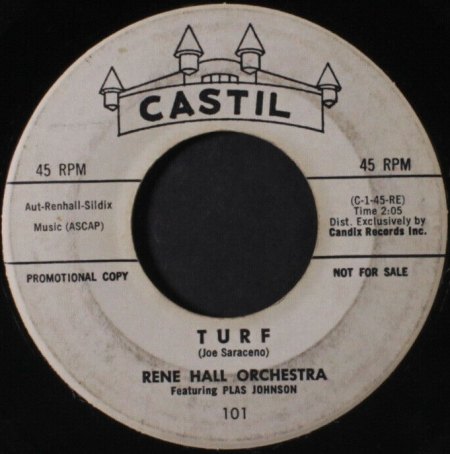 CASTIL
45 RPM
45 RPM
Aut-Renhall-Sildix
Music (ASCAP)
(C-1-45-RE)
Time 2:05
Dist. Exclusively by
Candix Records Inc.
PROMOTIONAL COPY
NOT FOR SALE
TURF
(Joe Saraceno)
RENE HALL ORCHESTRA
Featuring PLAS JOHNSON
101